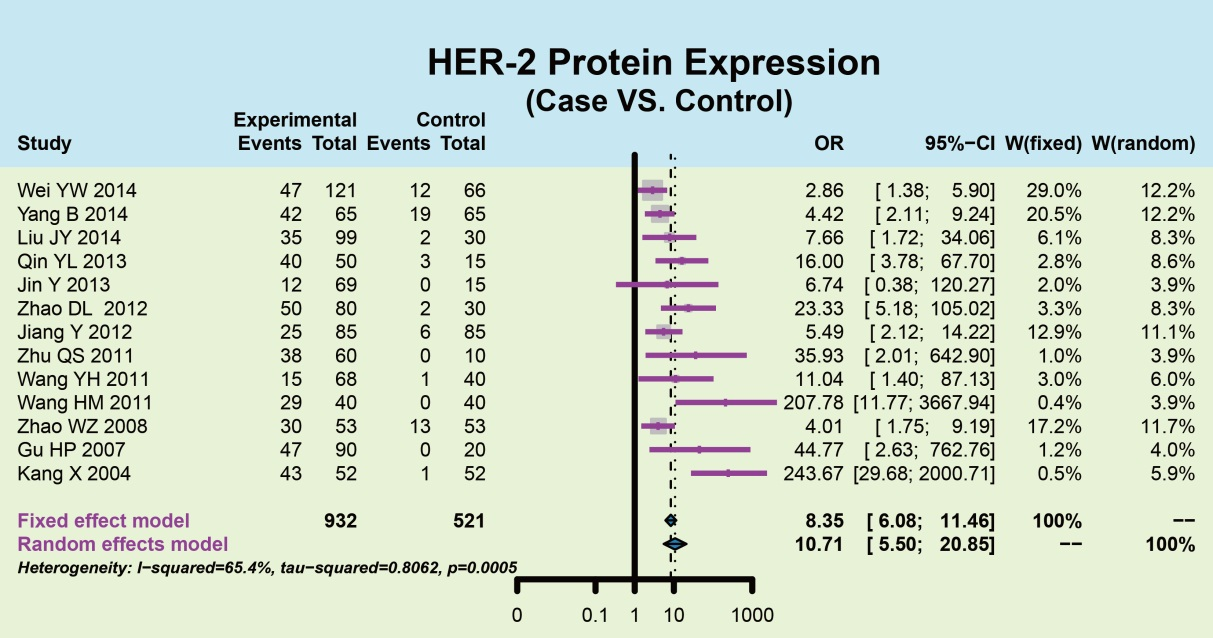 HER-2 Protein Expression
(Case VS. Control)
Experimental Control
Study Events Total Events Total OR 95%−CI W(fixed) W(random)
Wei YW 2014 47 121 12 66 2.86 [ 1.38; 5.90] 29.0% 12.2%
Yang B 2014 42 65 19 65 4.42 [ 2.11; 9.24] 20.5% 12.2%
Liu JY 2014 35 99 2 30 7.66 [ 1.72; 34.06] 6.1% 8.3%
Qin YL 2013 40 50 3 15 16.00 [ 3.78; 67.70] 2.8% 8.6%
Jin Y 2013 12 69 0 15 6.74 [ 0.38; 120.27] 2.0% 3.9%
Zhao DL 2012 50 80 2 30 23.33 [ 5.18; 105.02] 3.3% 8.3%
Jiang Y 2012 25 85 6 85 5.49 [ 2.12; 14.22] 12.9% 11.1%
Zhu QS 2011 38 60 0 10 35.93 [ 2.01; 642.90] 1.0% 3.9%
Wang YH 2011 15 68 1 40 11.04 [ 1.40; 87.13] 3.0% 6.0%
Wang HM 2011 29 40 0 40 207.78 [11.77; 3667.94] 0.4% 3.9%
Zhao WZ 2008 30 53 13 53 4.01 [ 1.75; 9.19] 17.2% 11.7%
Gu HP 2007 47 90 0 20 44.77 [ 2.63; 762.76] 1.2% 4.0%
Kang X 2004 43 52 1 52 243.67 [29.68; 2000.71] 0.5% 5.9%
Fixed effect model 932 521 8.35 [ 6.08; 11.46] 100% −−
Random effects model 10.71 [ 5.50; 20.85] −− 100%
Heterogeneity: I−squared=65.4%, tau−squared=0.8062, p=0.0005
0 0.1 1 10 1000